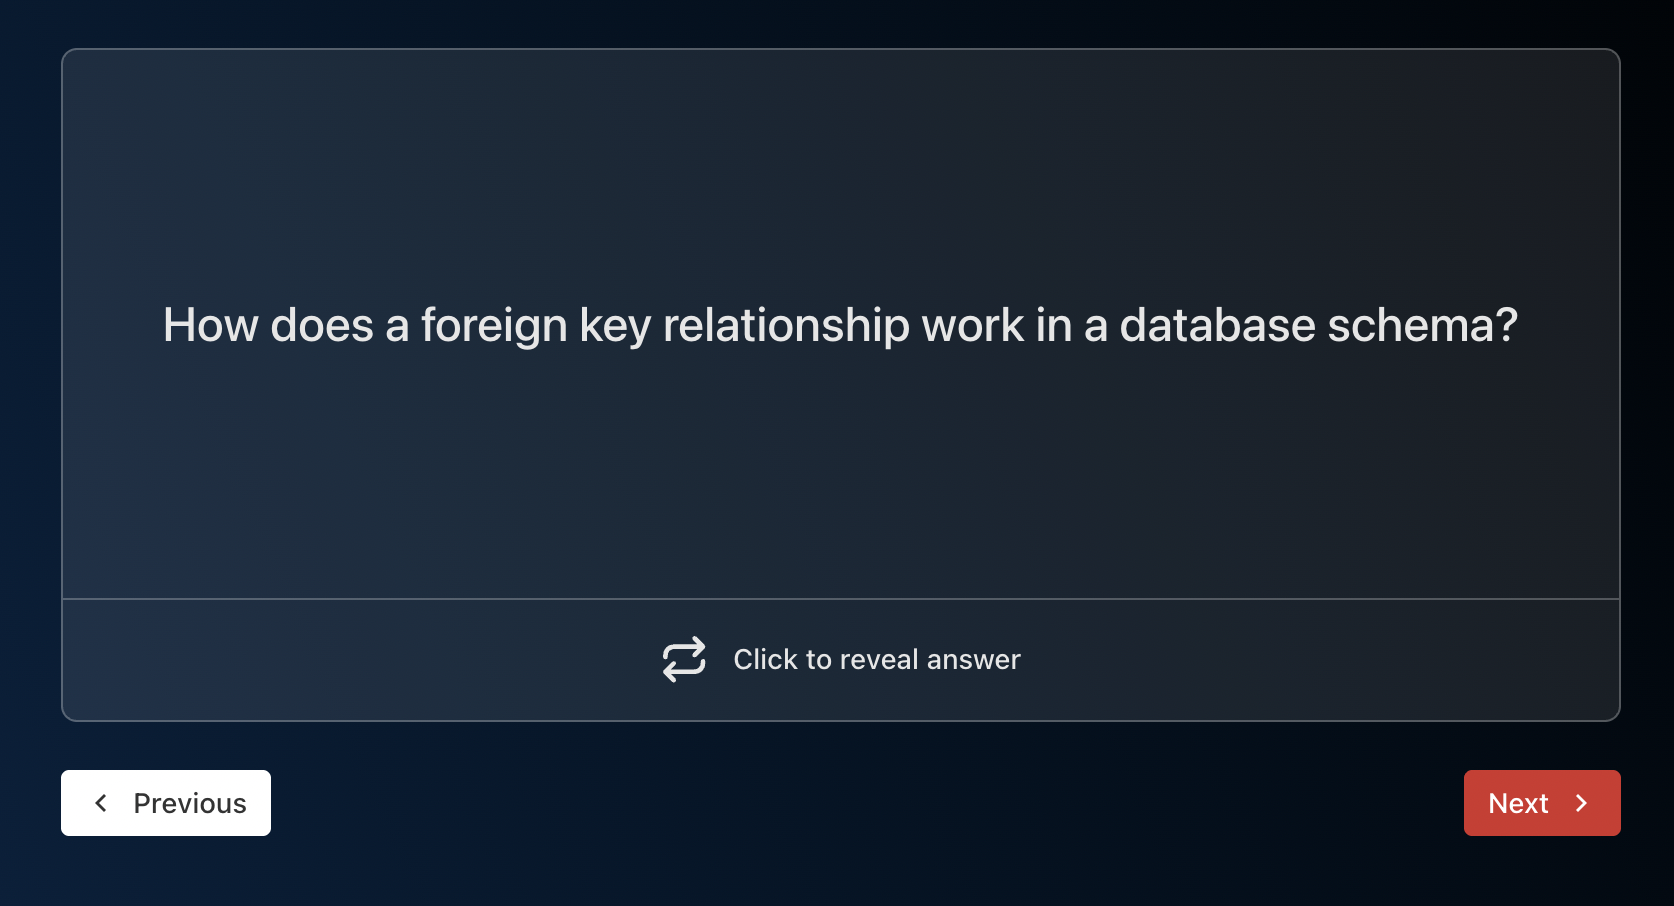 How does a foreign key relationship work in a database schema?
Click to reveal answer
Previous
Next